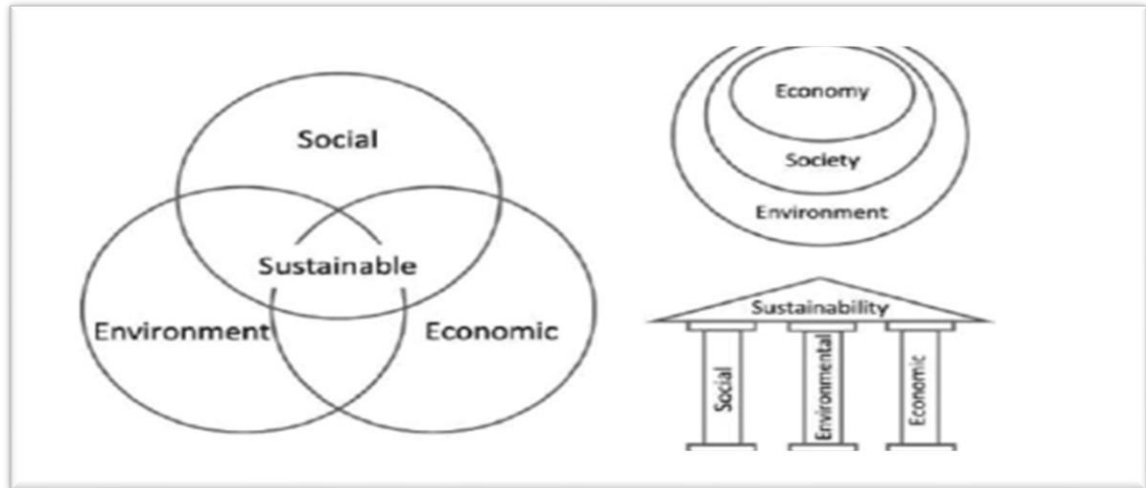 Social
Sustainable
Environment
Economic
Economy
Society
Environment
Sustainability
Social
Environmental
Economic